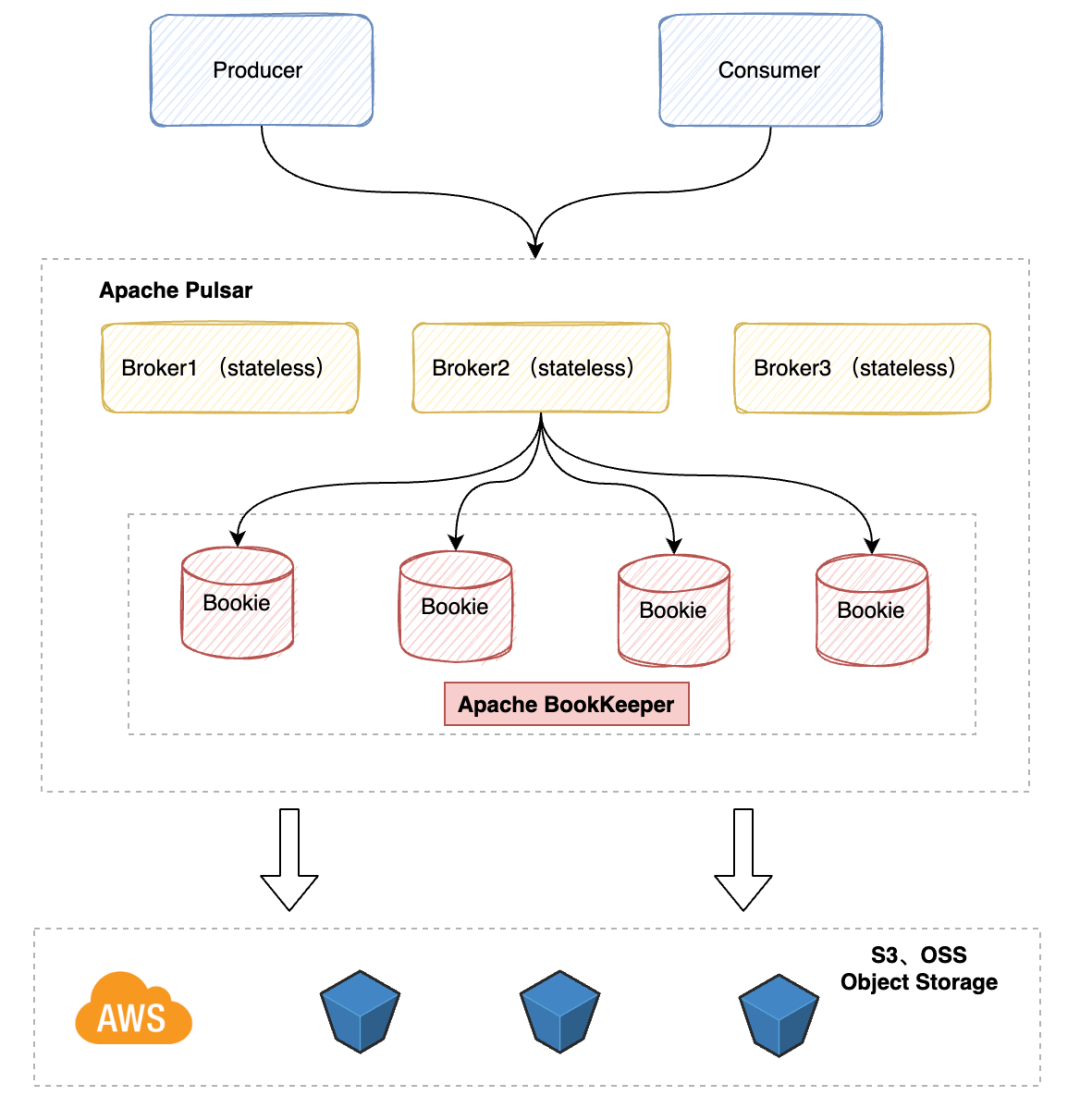 Producer
Consumer
Apache Pulsar
Broker1 （stateless）
Broker2 （stateless）
Broker3 （stateless）
Bookie
Bookie
Bookie
Bookie
Apache BookKeeper
S3、OSS
Object Storage
AWS